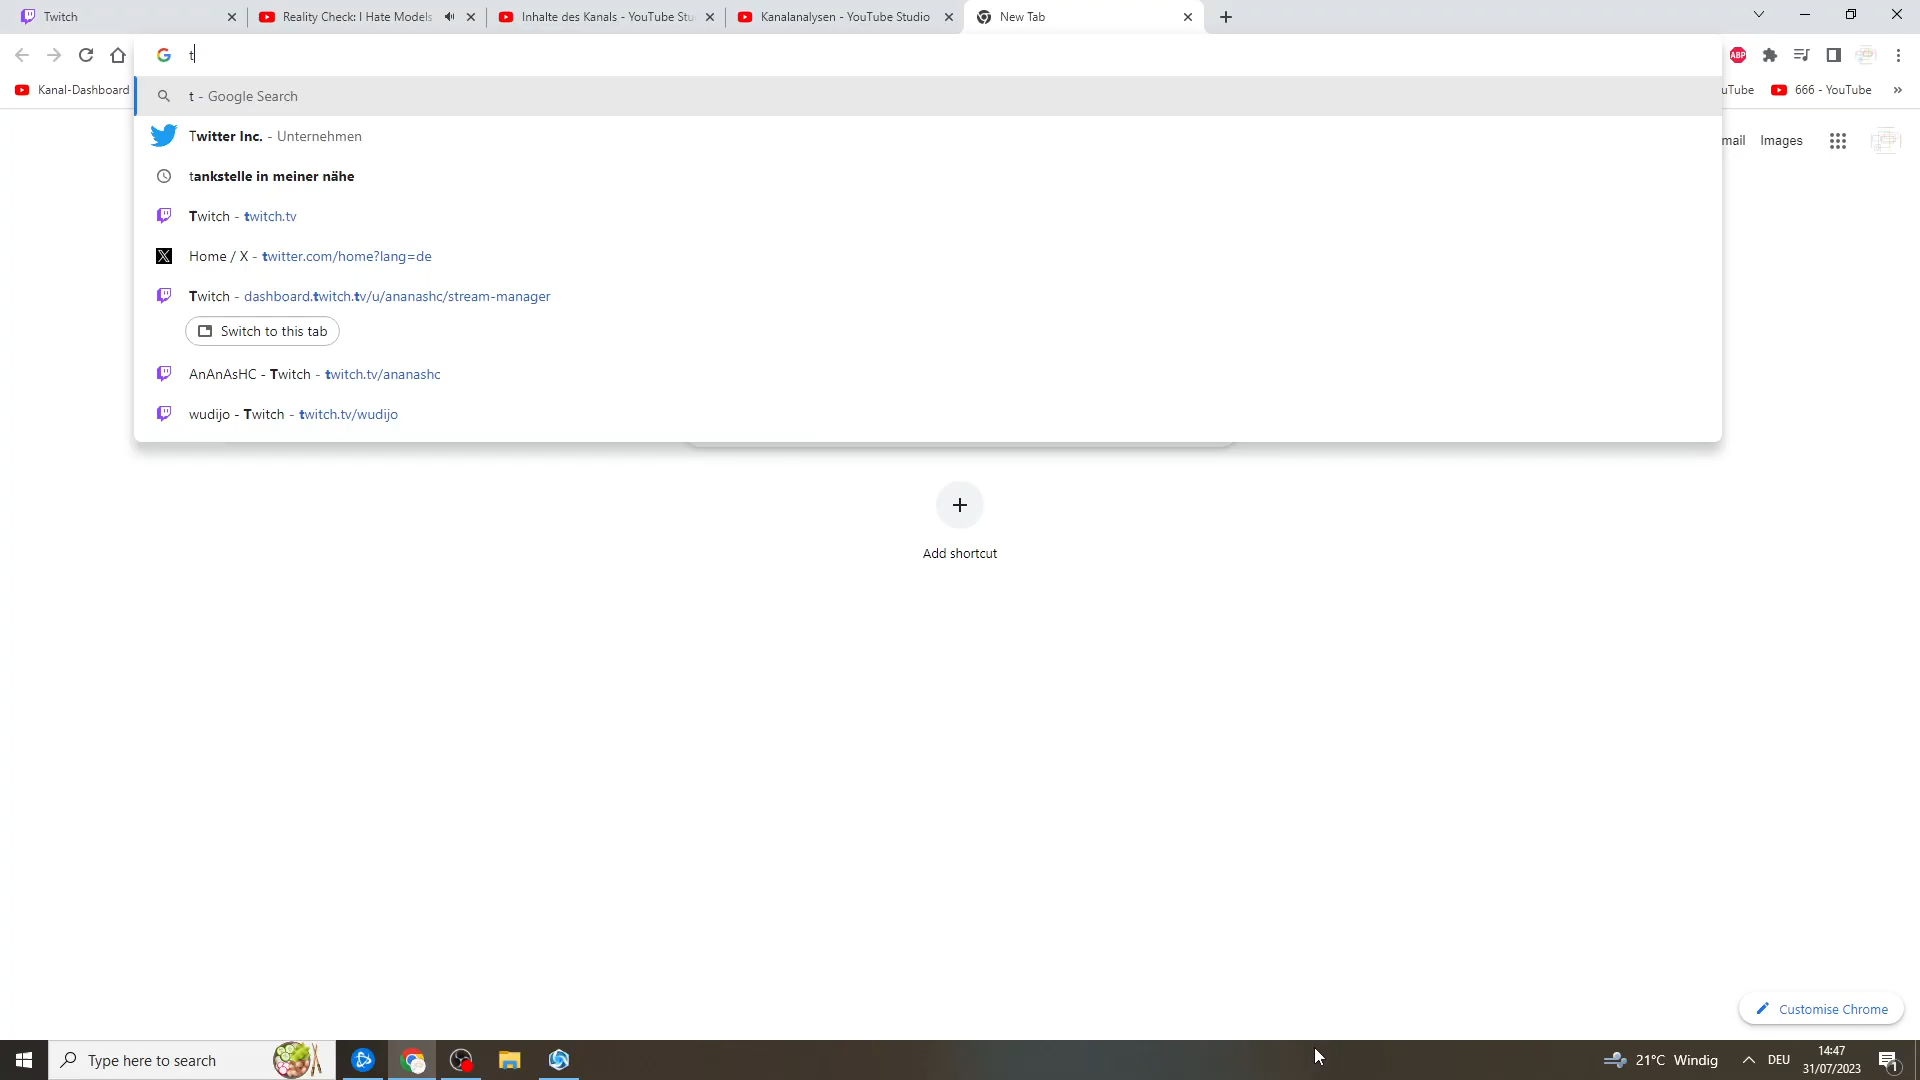 Twitch
Reality Check: I Hate Models
Inhalte des Kanals - YouTube Stu
Kanalanalysen - YouTube Studio
New Tab
t
ABP
Kanal-Dashboard
uTube
666 - YouTube
»
t - Google Search
Twitter Inc. - Unternehmen
mail
Images
tankstelle in meiner nähe
Twitch - twitch.tv
Home / X - twitter.com/home?lang=de
Twitch - dashboard.twitch.tv/u/ananashc/stream-manager
Switch to this tab
AnAnAsHC - Twitch - twitch.tv/ananashc
wudijo - Twitch - twitch.tv/wudijo
Add shortcut
Customise Chrome
Type here to search
21°C Windig
DEU
14:47
31/07/2023
1